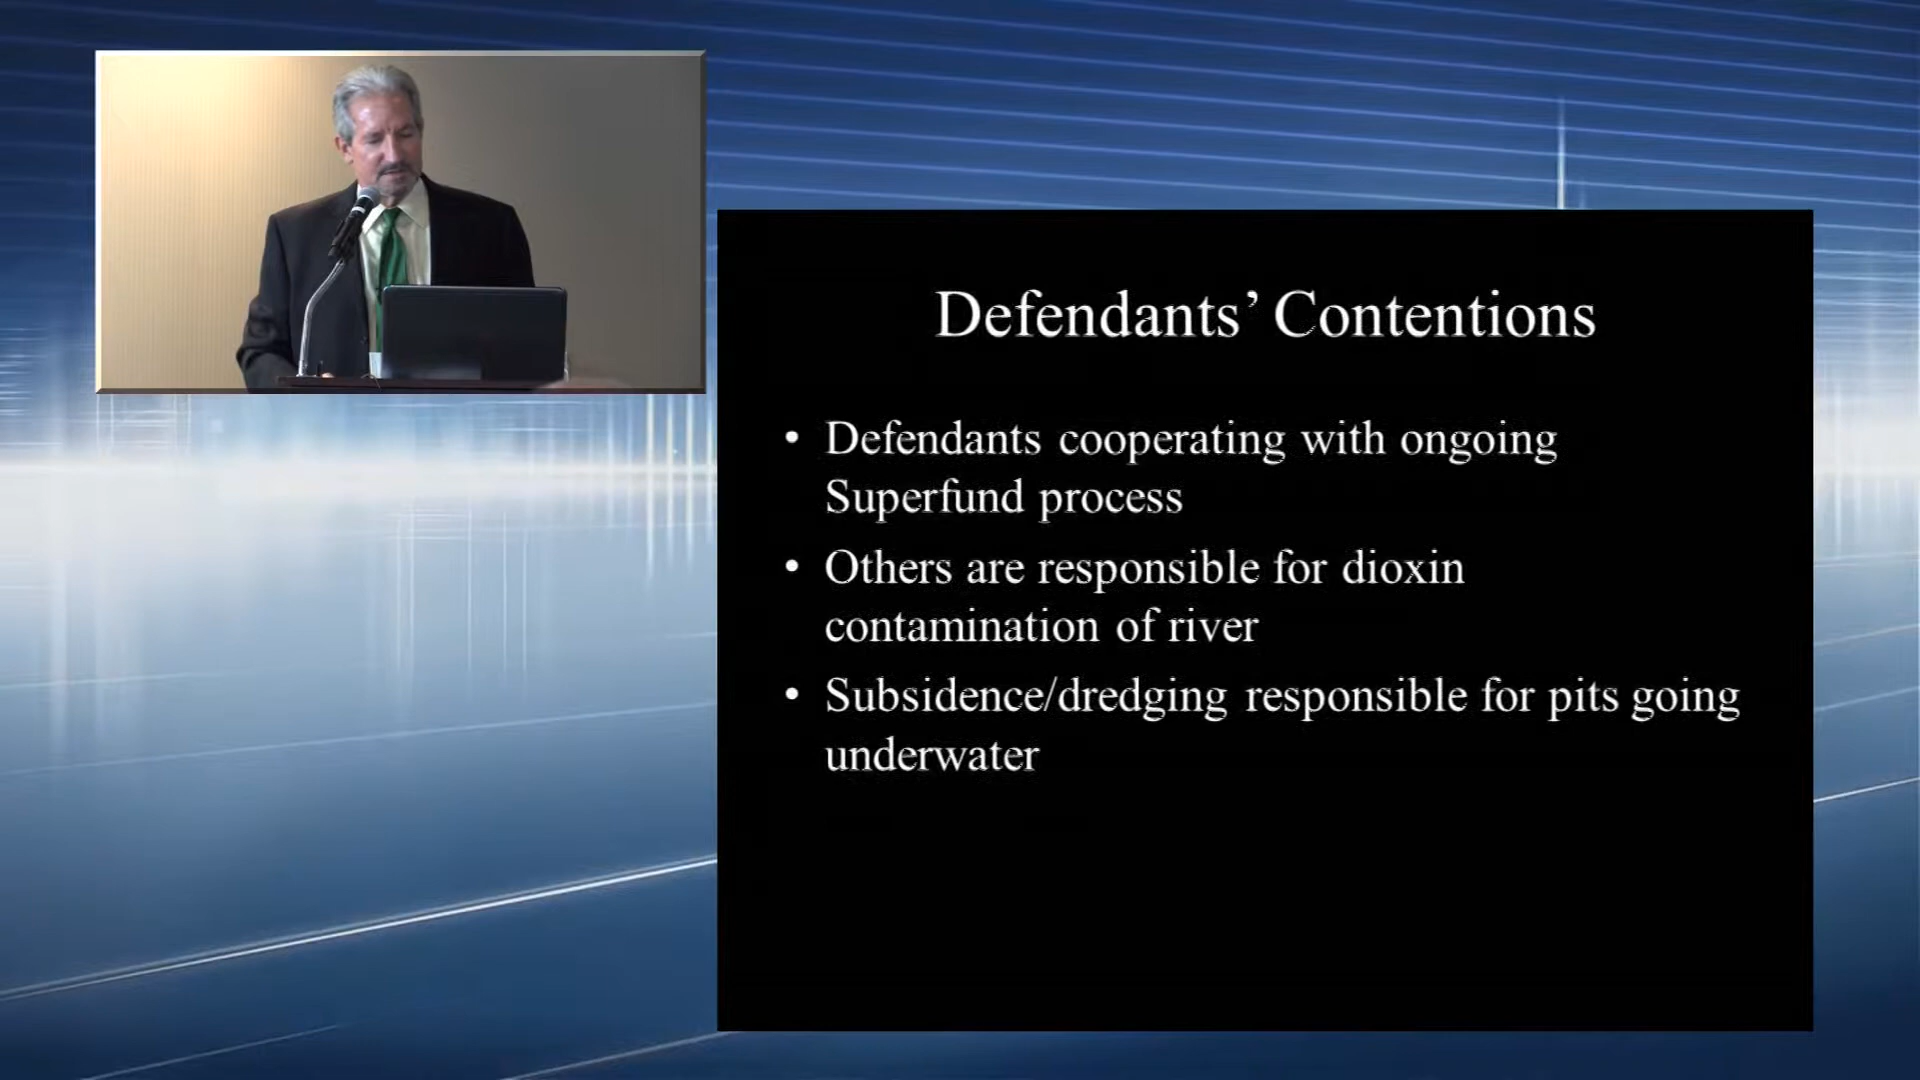 Defendants’ Contentions
• Defendants cooperating with ongoing
Superfund process
• Others are responsible for dioxin
contamination of river
• Subsidence/dredging responsible for pits going
underwater